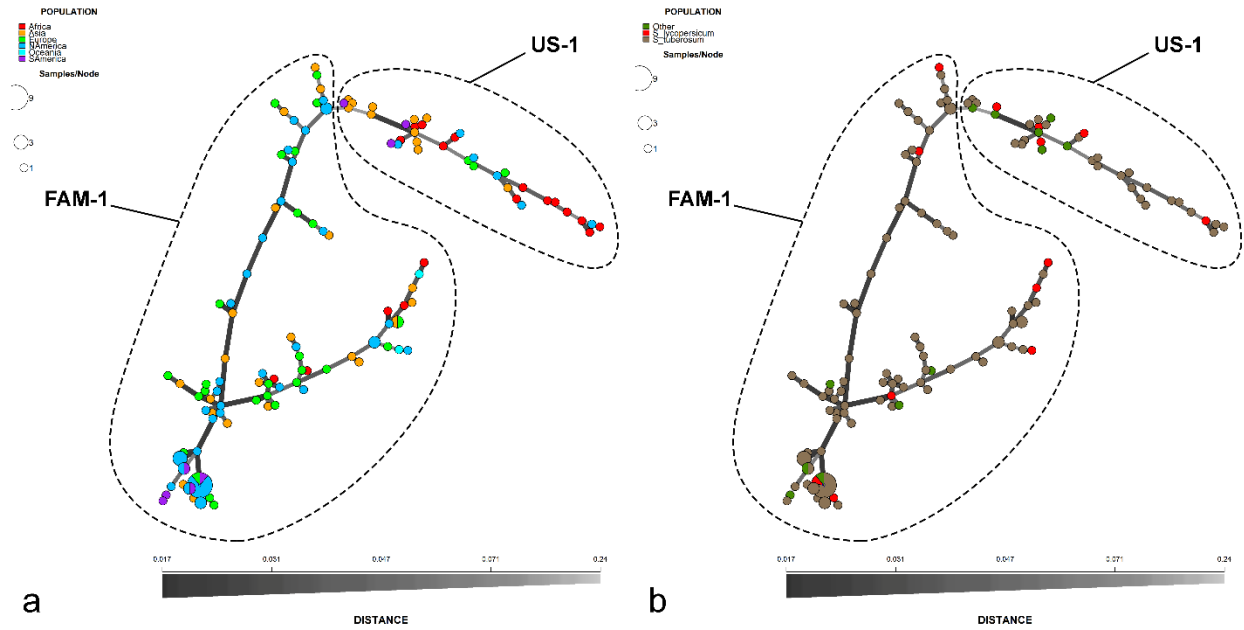 POPULATION
Africa
Asia
Europe
NAmerica
Oceania
SAmerica
Samples/Node
9
3
1
US-1
FAM-1
0.017 0.031 0.047 0.071 0.24
DISTANCE
a
POPULATION
Other
S_lycopersicum
S_tuberosum
Samples/Node
9
3
1
US-1
FAM-1
0.017 0.031 0.047 0.071 0.24
DISTANCE
b